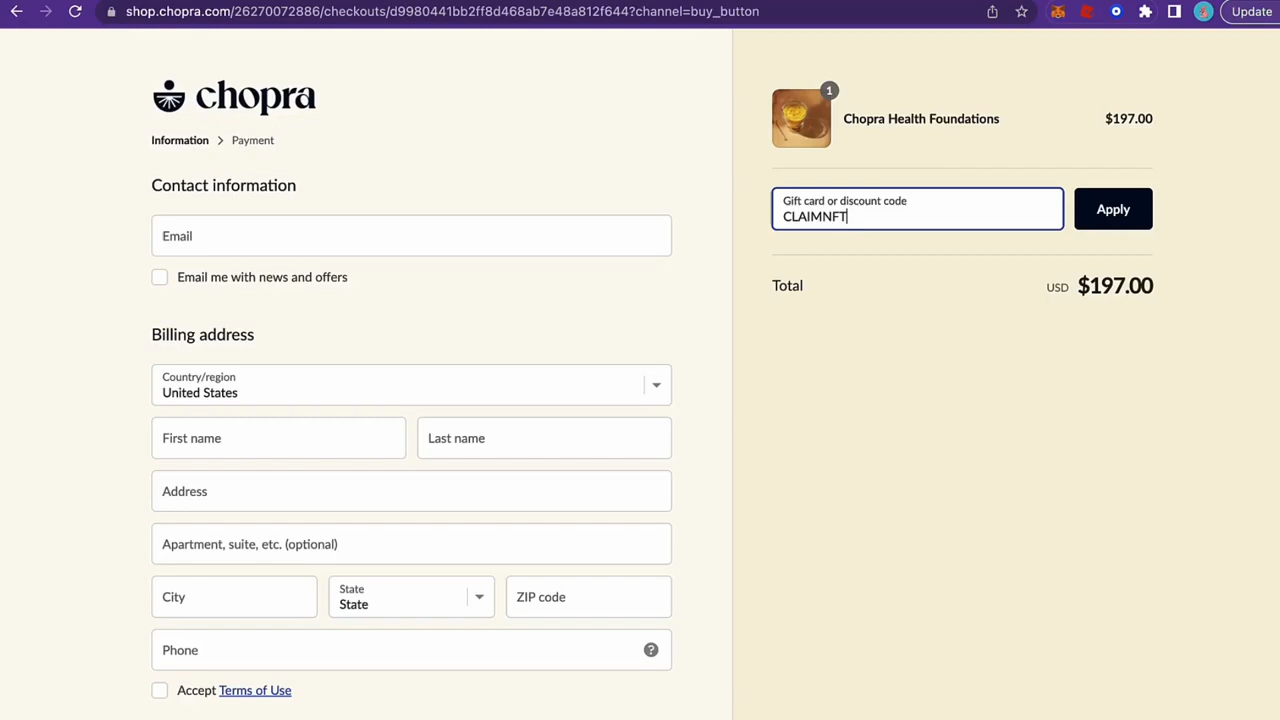 shop.chopra.com/26270072886/checkouts/d9980441bb2ff8d468ab7e48a812f644?channel=buy_button
Update
chopra
Information > Payment
Contact information
Email
Email me with news and offers
Billing address
Country/region
United States
First name
Last name
Address
Apartment, suite, etc. (optional)
City
State
State
ZIP code
Phone
?
Accept Terms of Use
1
Chopra Health Foundations
$197.00
Gift card or discount code
CLAIMNFT
Apply
Total
USD $197.00